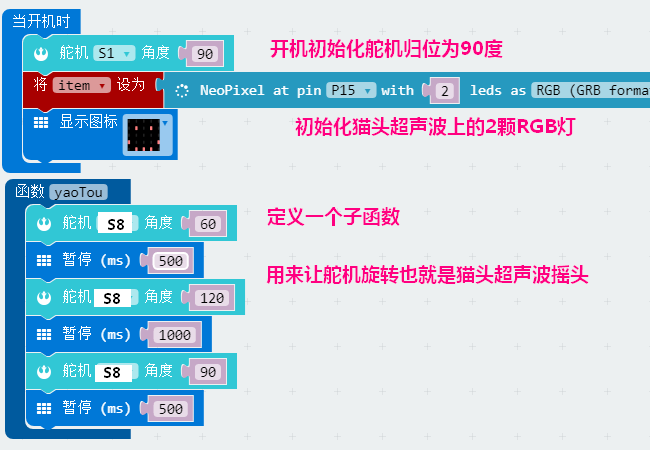 当开机时
舵机 S1 角度 90
开机初始化舵机归位为90度
将 item 设为 NeoPixel at pin P15 with 2 leds as RGB (GRB forma
显示图标
初始化猫头超声波上的2颗RGB灯
函数 yaoTou
舵机 S8 角度 60
定义一个子函数
暂停 (ms) 500
用来让舵机旋转也就是猫头超声波摇头
舵机 S8 角度 120
暂停 (ms) 1000
舵机 S8 角度 90
暂停 (ms) 500